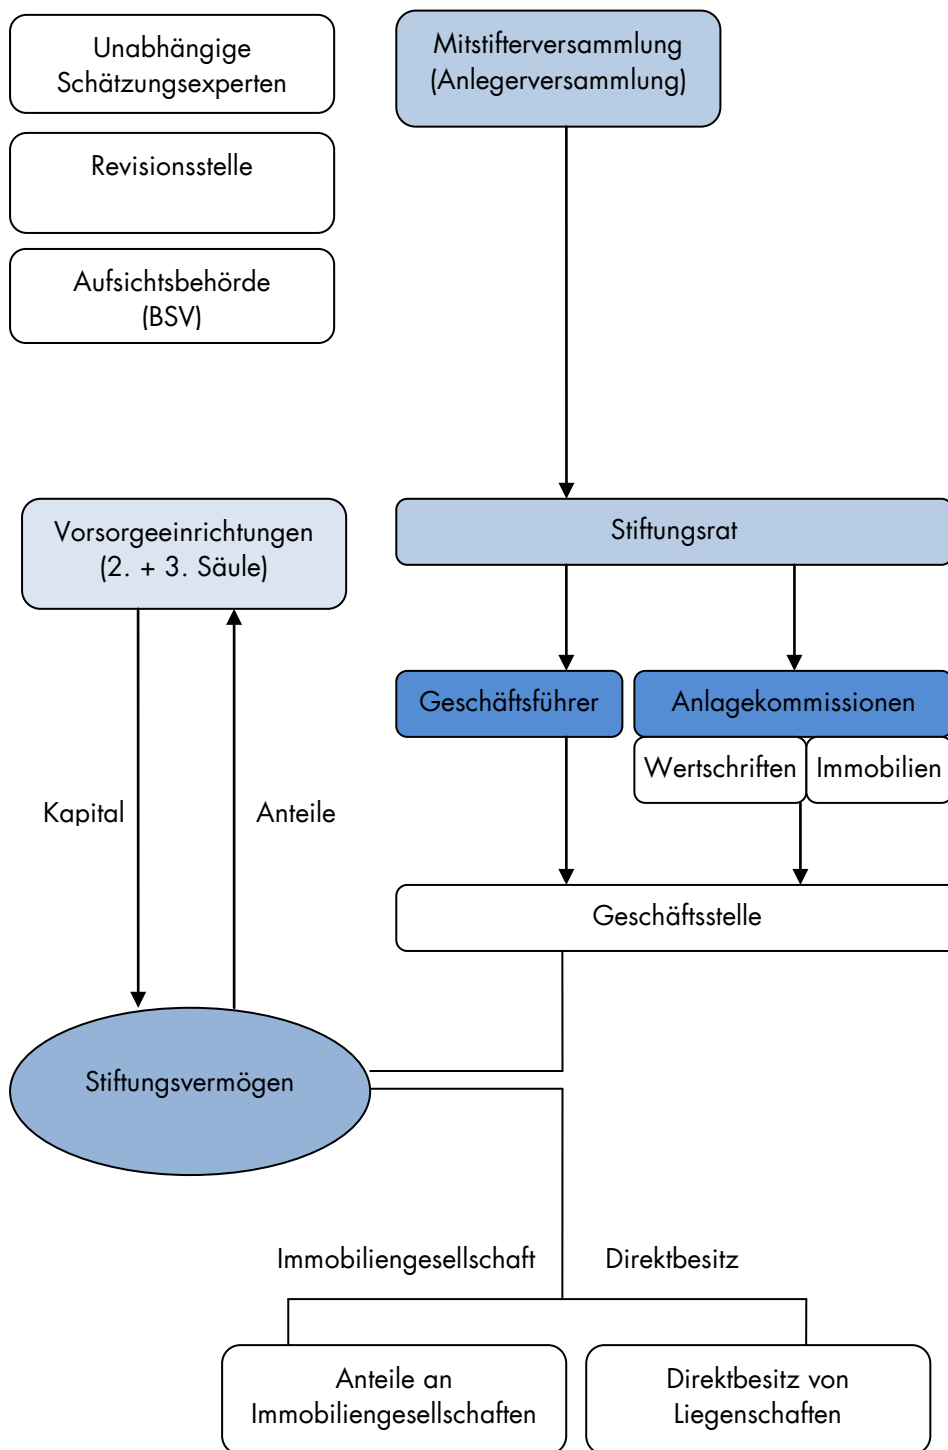 Unabhängige
Schätzungsexperten
Mitstifterversammlung
(Anlegerversammlung)
Revisionsstelle
Aufsichtsbehörde
(BSV)
Vorsorgeeinrichtungen
(2. + 3. Säule)
Stiftungsrat
Geschäftsführer
Anlagekommissionen
Wertschriften
Immobilien
Kapital
Anteile
Geschäftsstelle
Stiftungsvermögen
Immobiliengesellschaft
Direktbesitz
Anteile an
Immobiliengesellschaften
Direktbesitz von
Liegenschaften